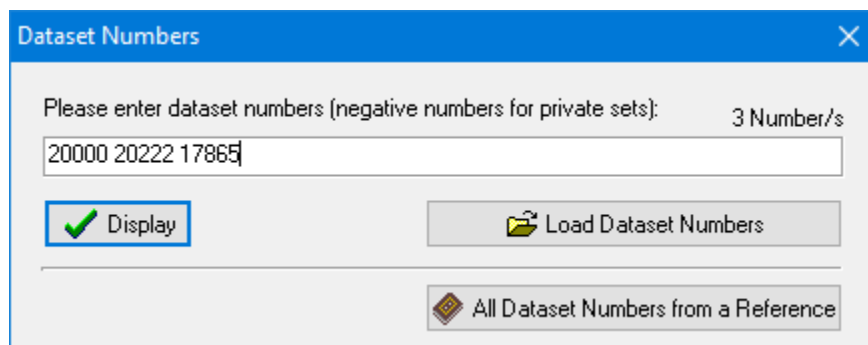 Dataset Numbers
Please enter dataset numbers (negative numbers for private sets):
3 Number/s
20000 20222 17865
Display
Load Dataset Numbers
All Dataset Numbers from a Reference